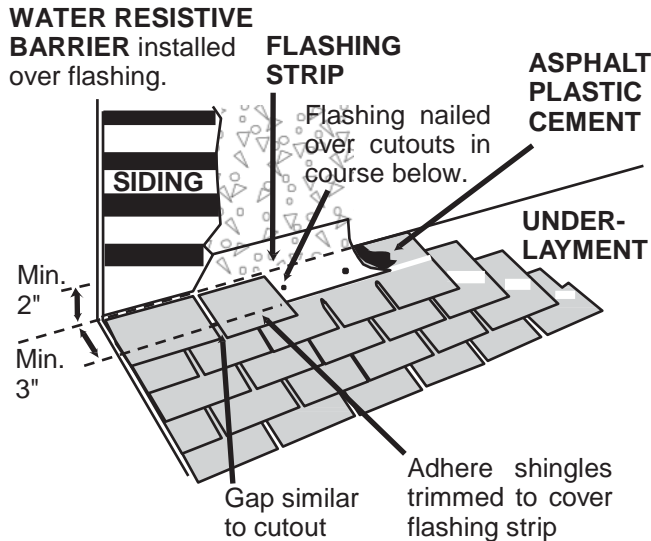 WATER RESISTIVE
BARRIER installed
over flashing.
FLASHING
STRIP
ASPHALT
PLASTIC
CEMENT
Flashing nailed
over cutouts in
course below.
SIDING
UNDER-
LAYMENT
Min.
2"
Min.
3"
Gap similar
to cutout
Adhere shingles
trimmed to cover
flashing strip